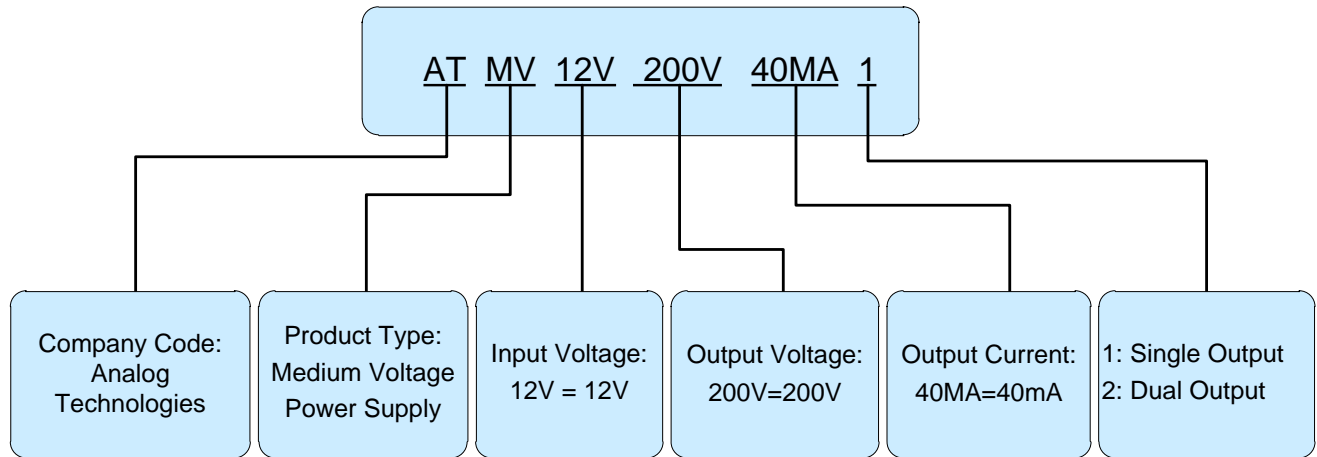 AT MV 12V 200V 40MA 1
Company Code:
Analog
Technologies
Product Type:
Medium Voltage
Power Supply
Input Voltage:
12V = 12V
Output Voltage:
200V=200V
Output Current:
40MA=40mA
1: Single Output
2: Dual Output